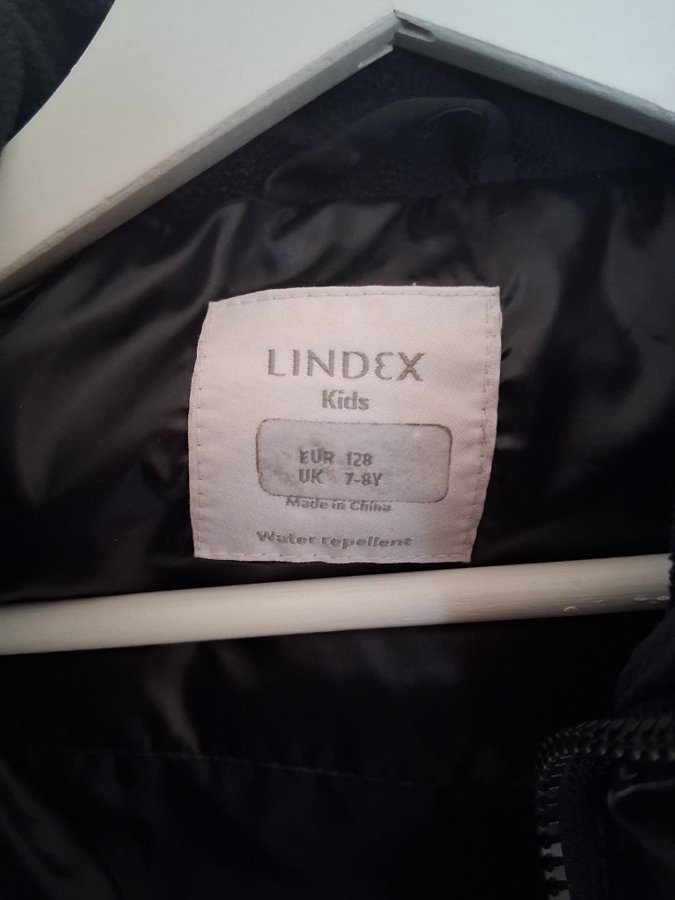 LINDEX
Kids
EUR 128
UK 7-8Y
Made in China
Water repellent